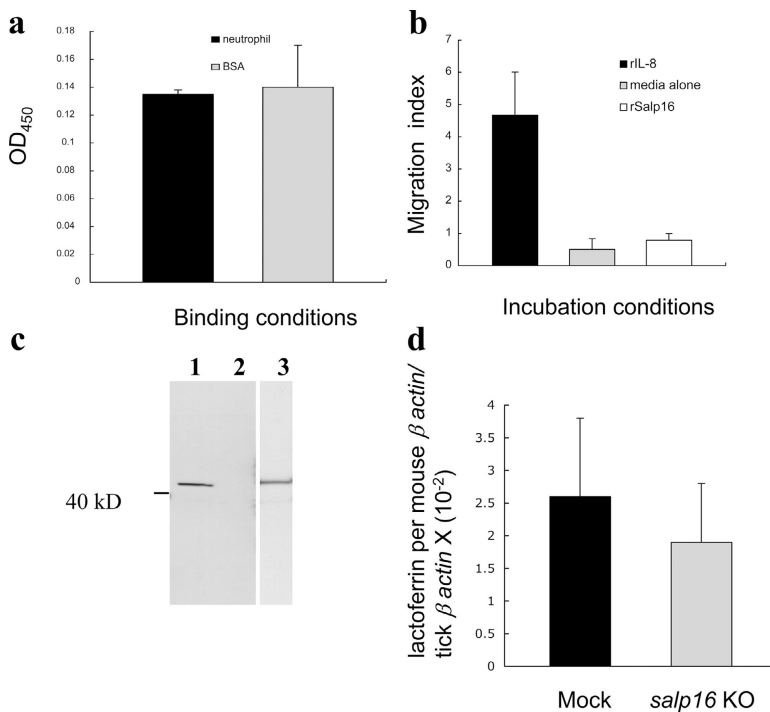 a
0.18
0.16
0.14
0.12
0.1
0.08
0.06
0.04
0.02
0
OD450
neutrophil
BSA
Binding conditions
b
7
6
5
4
3
2
1
0
Migration index
rIL-8
media alone
rSalp16
Incubation conditions
c
1 2 3
40 kD
d
4
3.5
3
2.5
2
1.5
1
0.5
0
lactoferrin per mouse β actin/
tick β actin X (10-2)
Mock salp16 KO